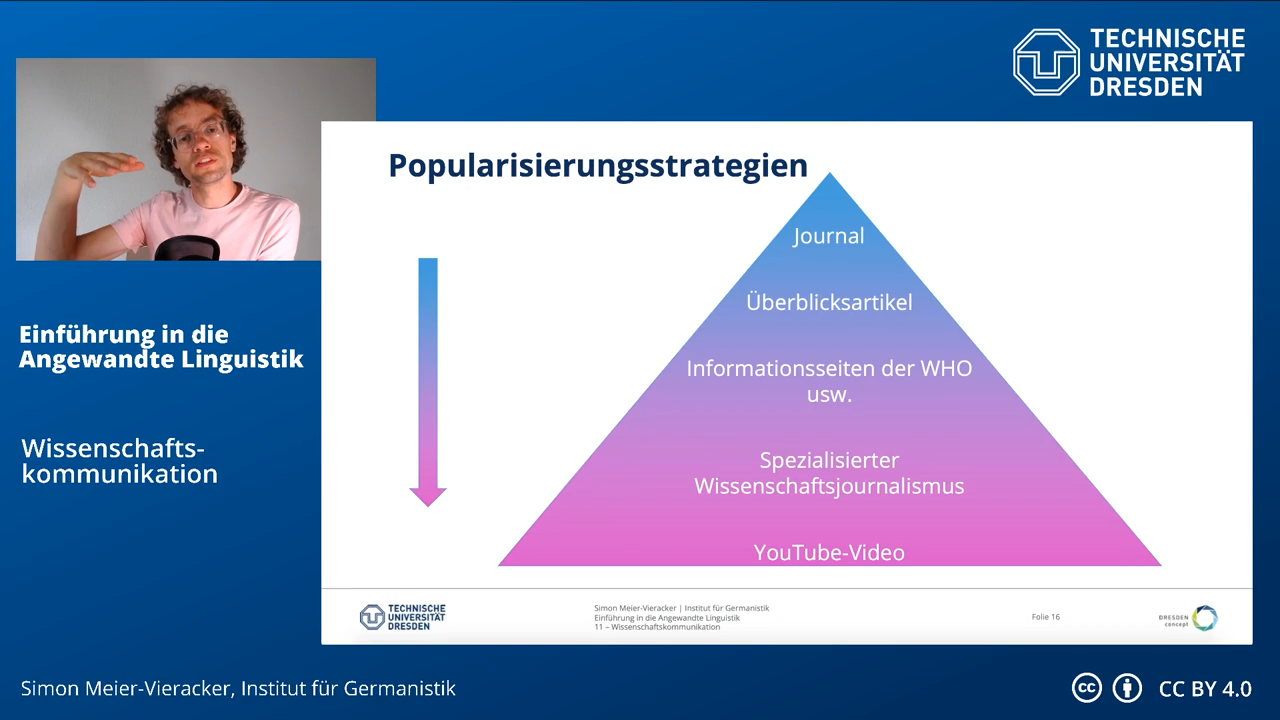 TECHNISCHE
UNIVERSITÄT
DRESDEN
Popularisierungsstrategien
Journal
Überblicksartikel
Informationsseiten der WHO
usw.
Spezialisierter
Wissenschaftsjournalismus
YouTube-Video
Einführung in die
Angewandte Linguistik
Wissenschafts-
kommunikation
TECHNISCHE
UNIVERSITÄT
DRESDEN
Simon Meier-Vieracker | Institut für Germanistik
Einführung in die Angewandte Linguistik
11 – Wissenschaftskommunikation
Folie 16
DRESDEN
concept
Simon Meier-Vieracker, Institut für Germanistik
cc
CC BY 4.0